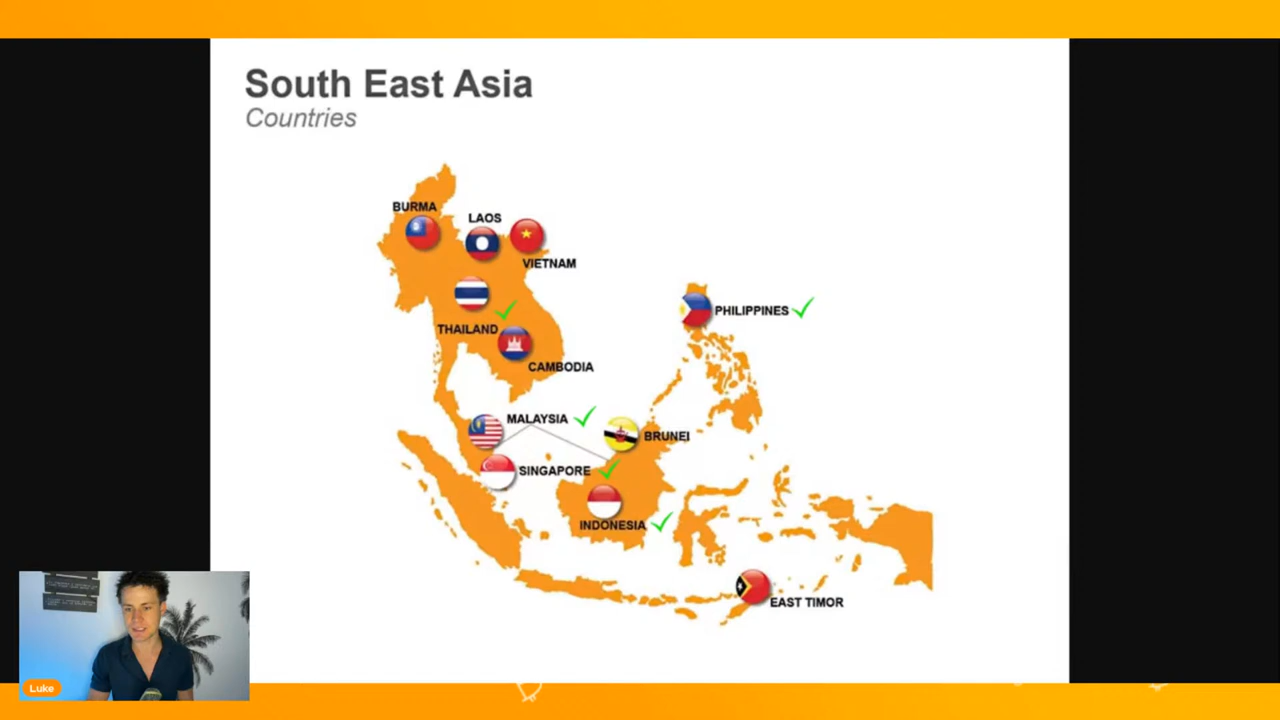 South East Asia
Countries
BURMA
LAOS
VIETNAM
THAILAND
CAMBODIA
PHILIPPINES
MALAYSIA
BRUNEI
SINGAPORE
INDONESIA
EAST TIMOR
Luke